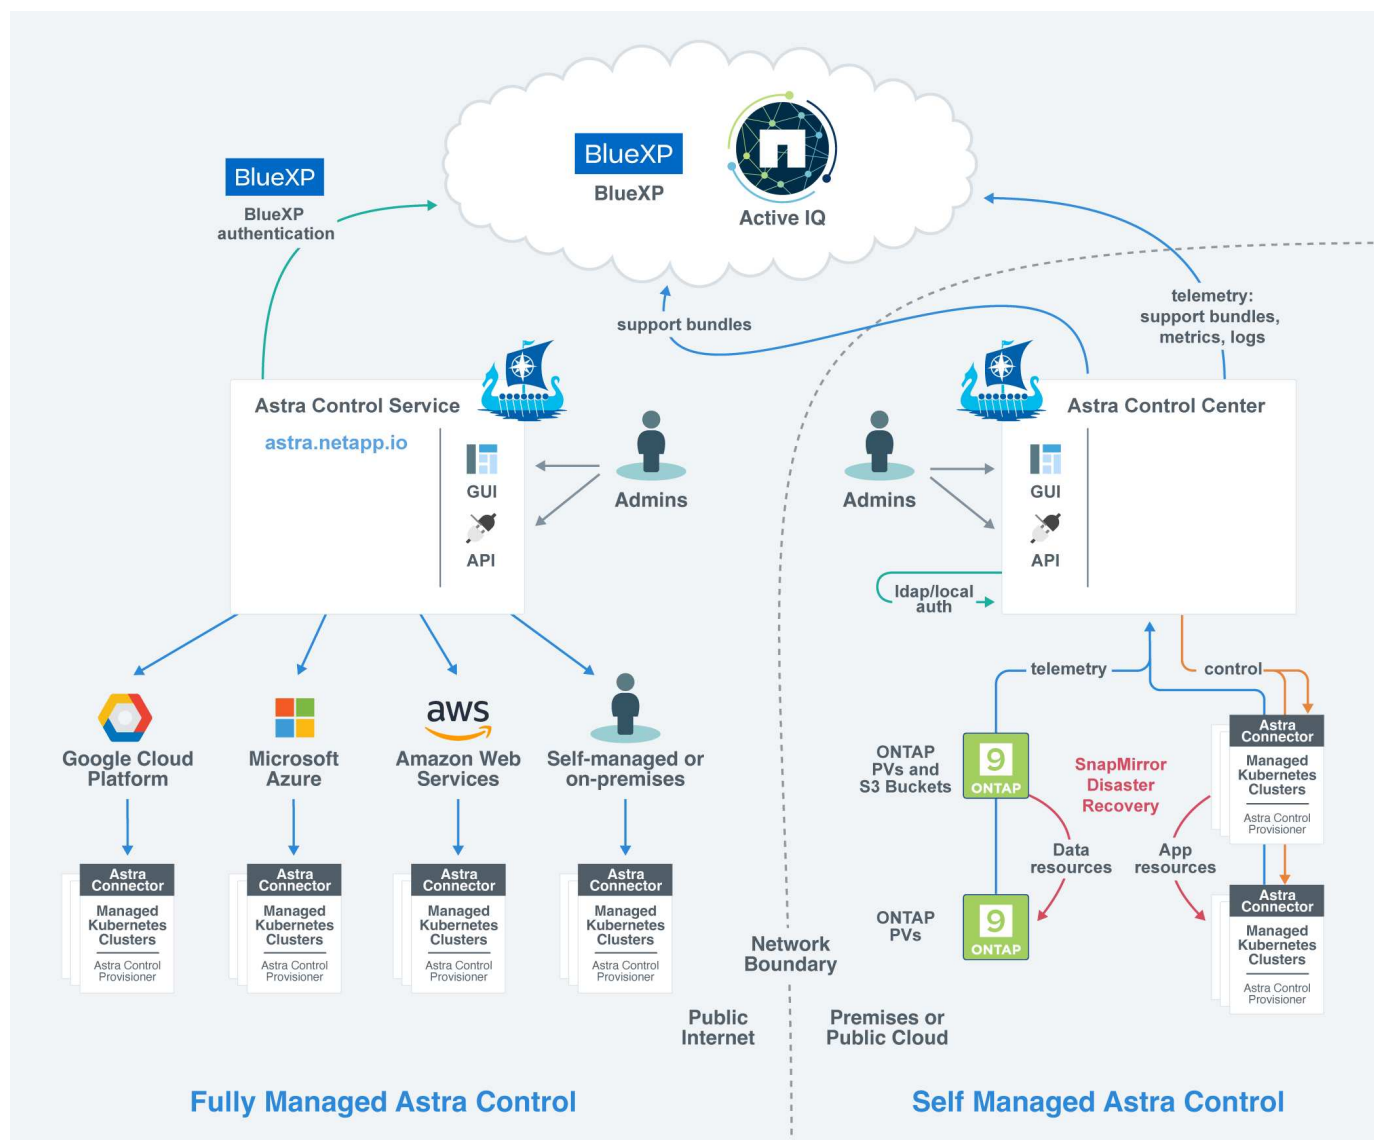 BlueXP
BlueXP
Active IQ
BlueXP
BlueXP
authentication
support bundles
telemetry:
support bundles,
metrics, logs
Astra Control Service
astra.netapp.io
GUI
API
Admins
Admins
Astra Control Center
GUI
API
ldap/local
auth
Google Cloud
Platform
Microsoft
Azure
aws
Amazon Web
Services
Self-managed or
on-premises
Astra
Connector
Managed
Kubernetes
Clusters
Astra Control
Provisioner
Astra
Connector
Managed
Kubernetes
Clusters
Astra Control
Provisioner
Astra
Connector
Managed
Kubernetes
Clusters
Astra Control
Provisioner
Astra
Connector
Managed
Kubernetes
Clusters
Astra Control
Provisioner
telemetry
control
ONTAP
PVs and
S3 Buckets
9
ONTAP
SnapMirror
Disaster
Recovery
Astra
Connector
Managed
Kubernetes
Clusters
Astra Control
Provisioner
Data
resources
App
resources
ONTAP
PVs
9
ONTAP
Astra
Connector
Managed
Kubernetes
Clusters
Astra Control
Provisioner
Network
Boundary
Public
Internet
Premises or
Public Cloud
Fully Managed Astra Control
Self Managed Astra Control